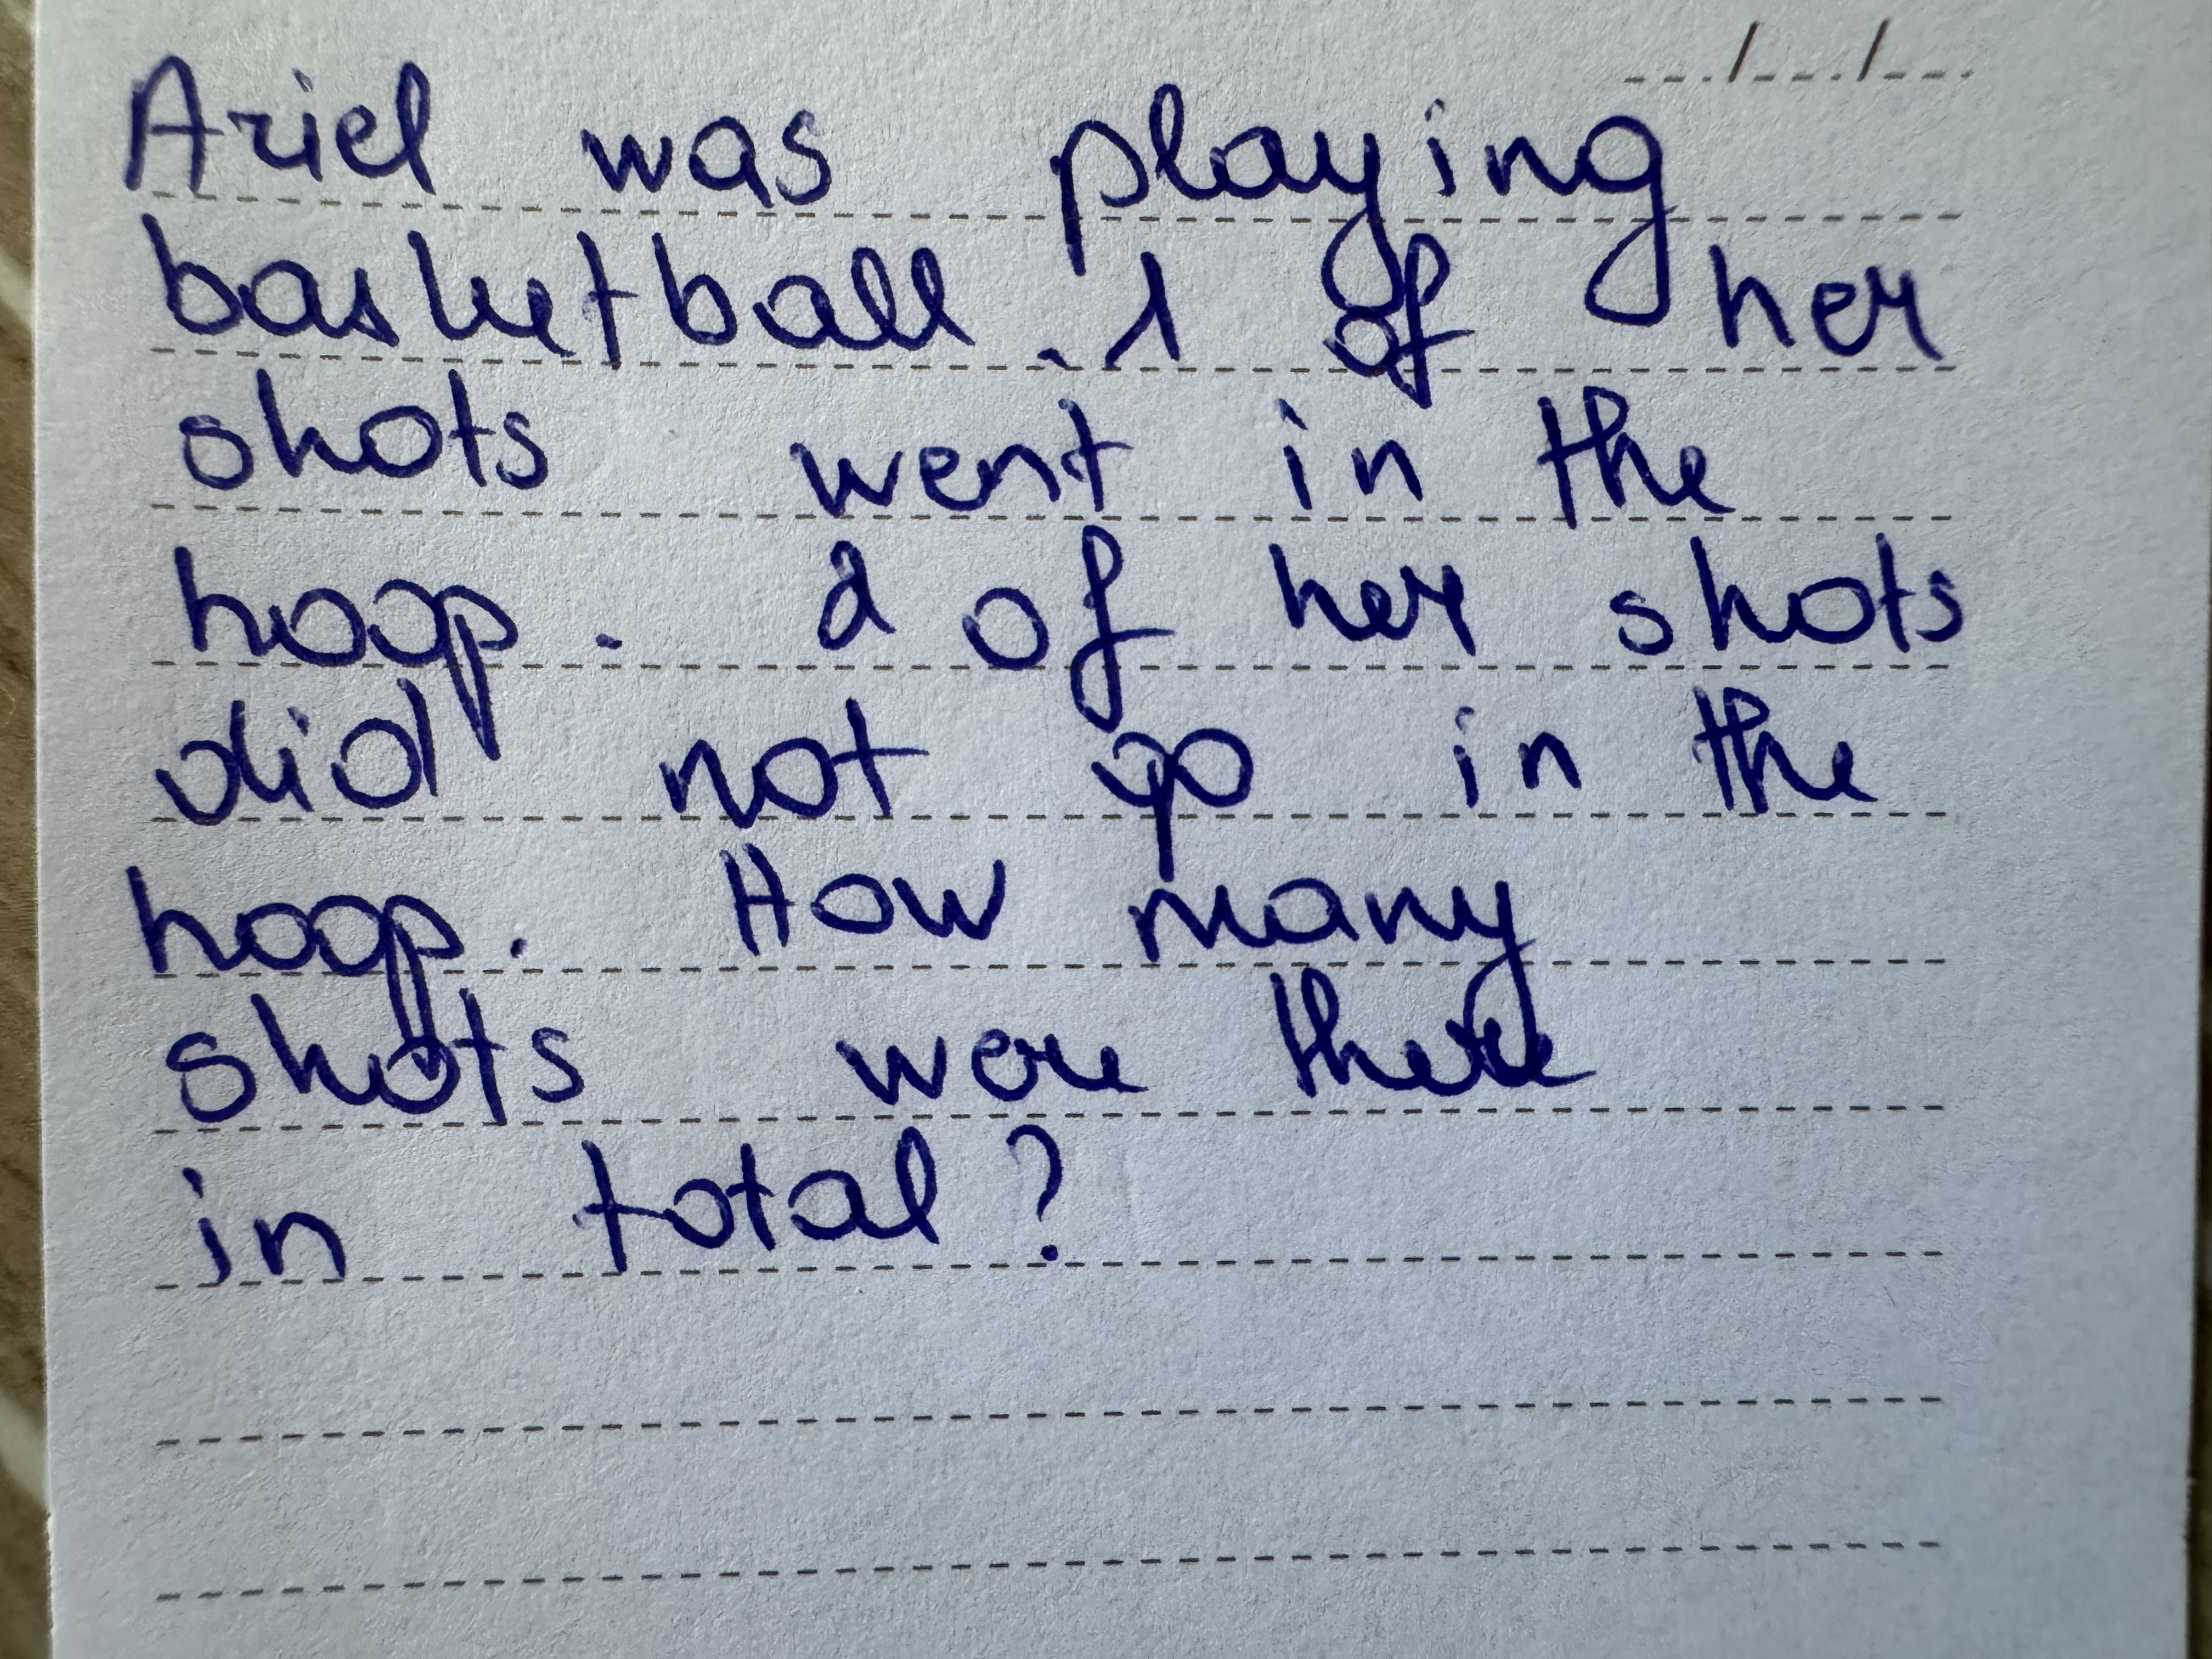 ---/---/---
Ariel was playing
basketball. 1 of her
shots went in the
hoop. 2 of her shots
did not go in the
hoop. How many
shots were there
in total?